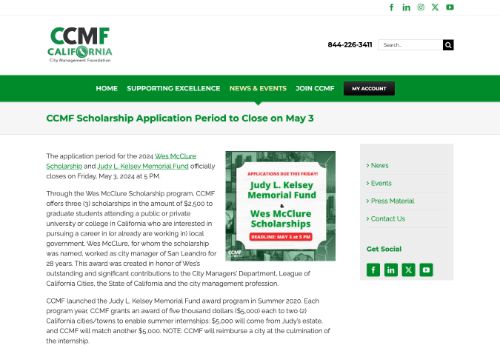 CCMF
CALIFORNIA
City Management Foundation
844-226-3411
Search...
HOME SUPPORTING EXCELLENCE NEWS & EVENTS JOIN CCMF MY ACCOUNT
CCMF Scholarship Application Period to Close on May 3
The application period for the 2024 Wes McClure
Scholarship and Judy L. Kelsey Memorial Fund officially
closes on Friday, May 3, 2024 at 5 PM.
Through the Wes McClure Scholarship program, CCMF
offers three (3) scholarships in the amount of $2,500 to
graduate students attending a public or private
university or college in California who are interested in
pursuing a career in (or already are working in) local
government. Wes McClure, for whom the scholarship
was named, worked as city manager of San Leandro for
28 years. This award was created in honor of Wes's
outstanding and significant contributions to the City Managers' Department, League of
California Cities, the State of California and the city management profession.
CCMF launched the Judy L. Kelsey Memorial Fund award program in Summer 2020. Each
program year, CCMF grants an award of five thousand dollars ($5,000) each to two (2)
California cities/towns to enable summer internships: $5,000 will come from Judy's estate,
and CCMF will match another $5,000. NOTE: CCMF will reimburse a city at the culmination of
the internship.
APPLICATIONS DUE THIS FRIDAY!
Judy L. Kelsey
Memorial Fund
&
Wes McClure
Scholarships
DEADLINE: MAY 3 at 5 PM
CCMF
> News
> Events
> Press Material
> Contact Us
Get Social